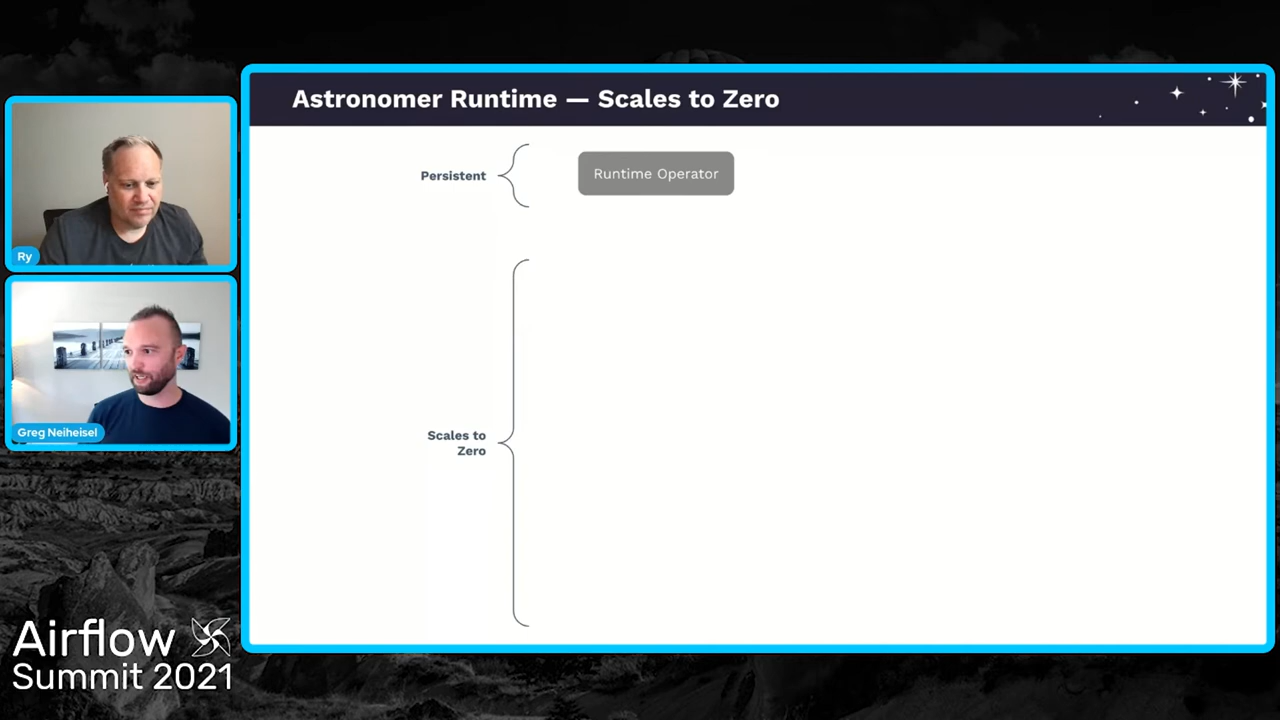 Astronomer Runtime — Scales to Zero
Persistent
Runtime Operator
Ry
Greg Neiheisel
Scales to
Zero
Airflow
Summit 2021